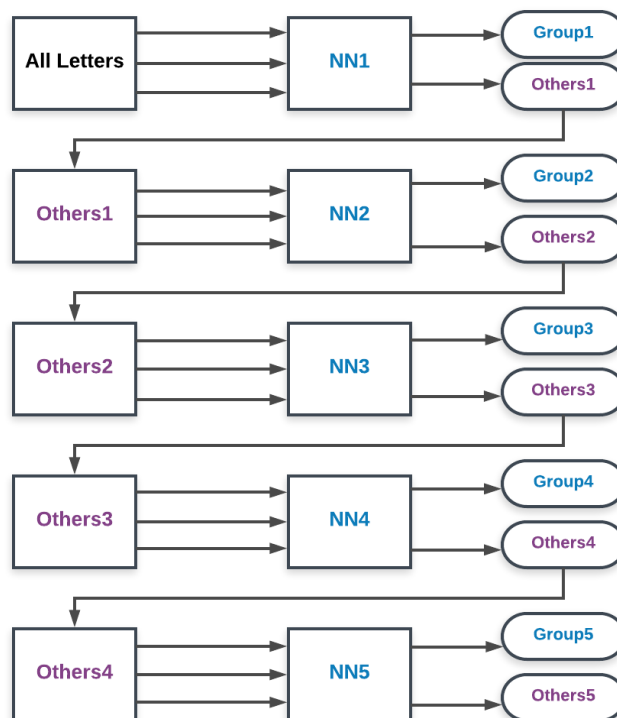 All Letters
NN1
Group1
Others1
Others1
NN2
Group2
Others2
Others2
NN3
Group3
Others3
Others3
NN4
Group4
Others4
Others4
NN5
Group5
Others5